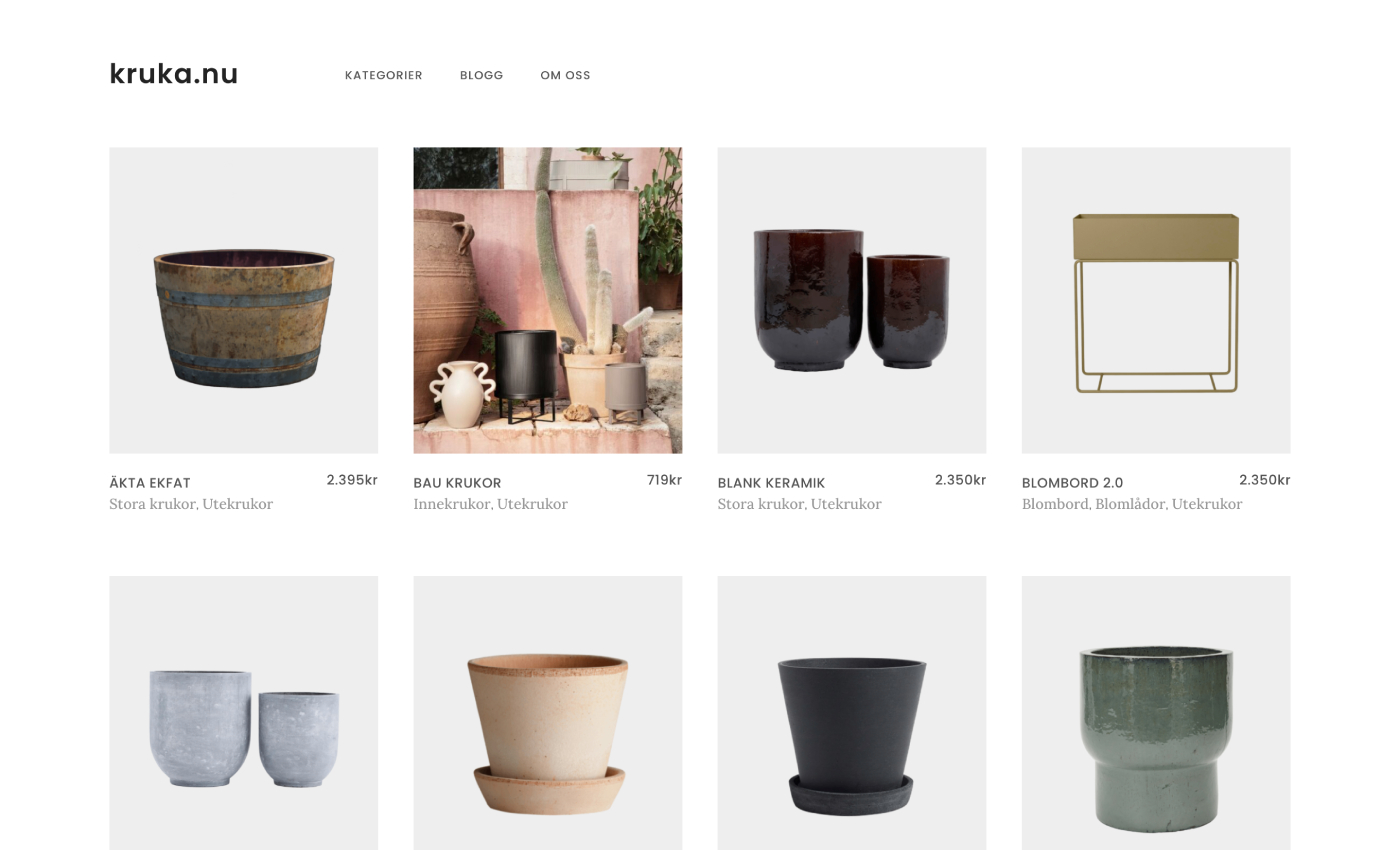 kruka.nu
KATEGORIER BLOGG OM OSS
ÄKTA EKFAT 2.395kr
Stora krukor, Utekrukor
BAU KRUKOR 719kr
Innekrukor, Utekrukor
BLANK KERAMIK 2.350kr
Stora krukor, Utekrukor
BLOMBORD 2.0 2.350kr
Blombord, Blomlådor, Utekrukor